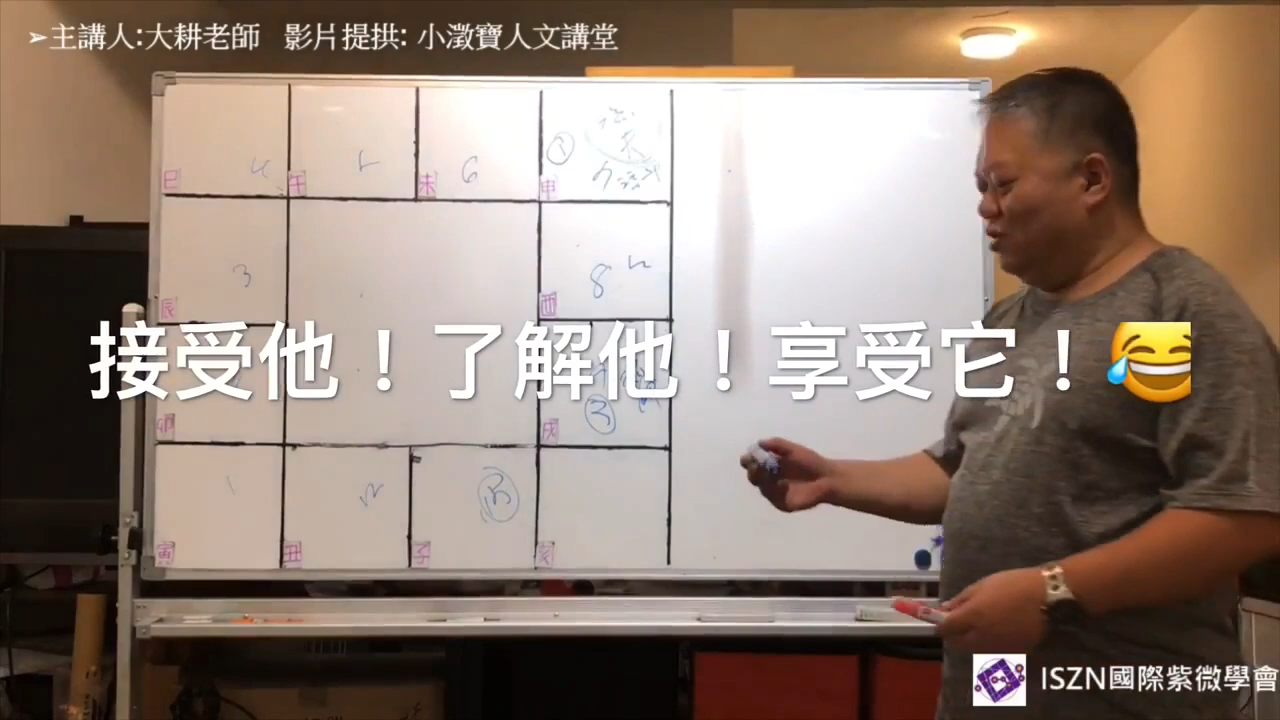 ➢主講人:大耕老師 影片提拱: 小瀓寶人文講堂
巳 午 未 6 申
3
辰 8 酉
接受他！了解他！享受它！😂
卯 3 戌
寅 丑 子 亥
ISZN國際紫微學會